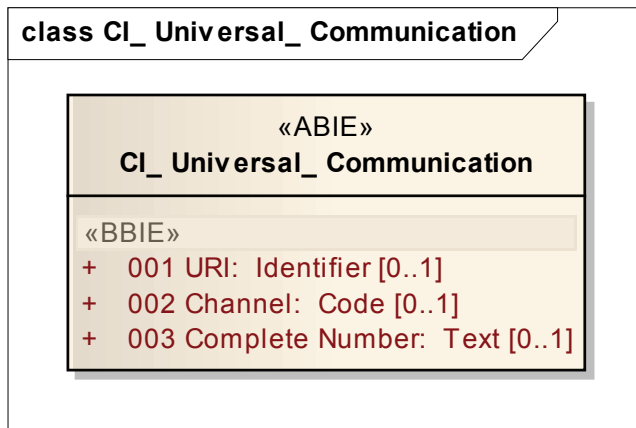 class CI_ Universal_ Communication
«ABIE»
CI_ Universal_ Communication
«BBIE»
+ 001 URI: Identifier [0..1]
+ 002 Channel: Code [0..1]
+ 003 Complete Number: Text [0..1]